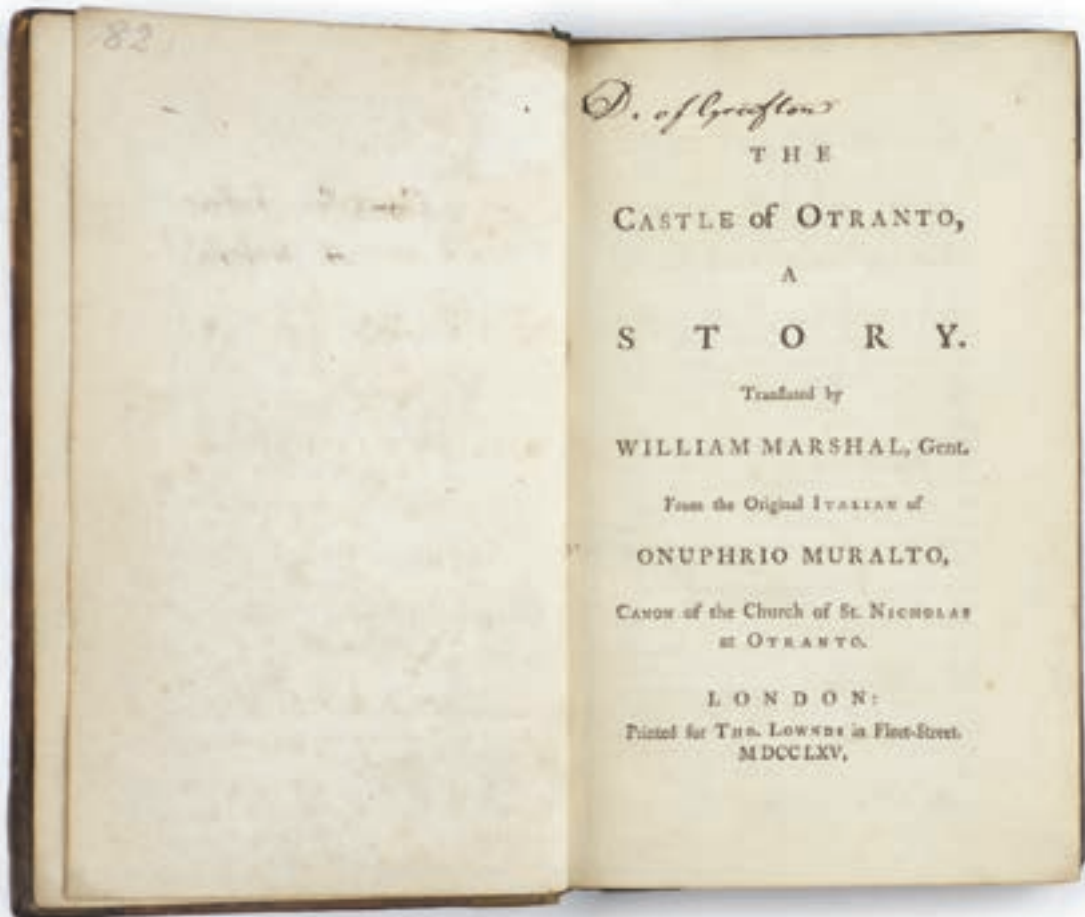 82
D. of Grafton
THE
CASTLE of OTRANTO,
A
STORY.
Translated by
WILLIAM MARSHAL, Gent.
From the Original ITALIAN of
ONUPHRIO MURALTO,
CANON of the Church of St. NICHOLAS
at OTRANTO.
LONDON:
Printed for THO. LOWNDS in Fleet-Street.
MDCCLXV.